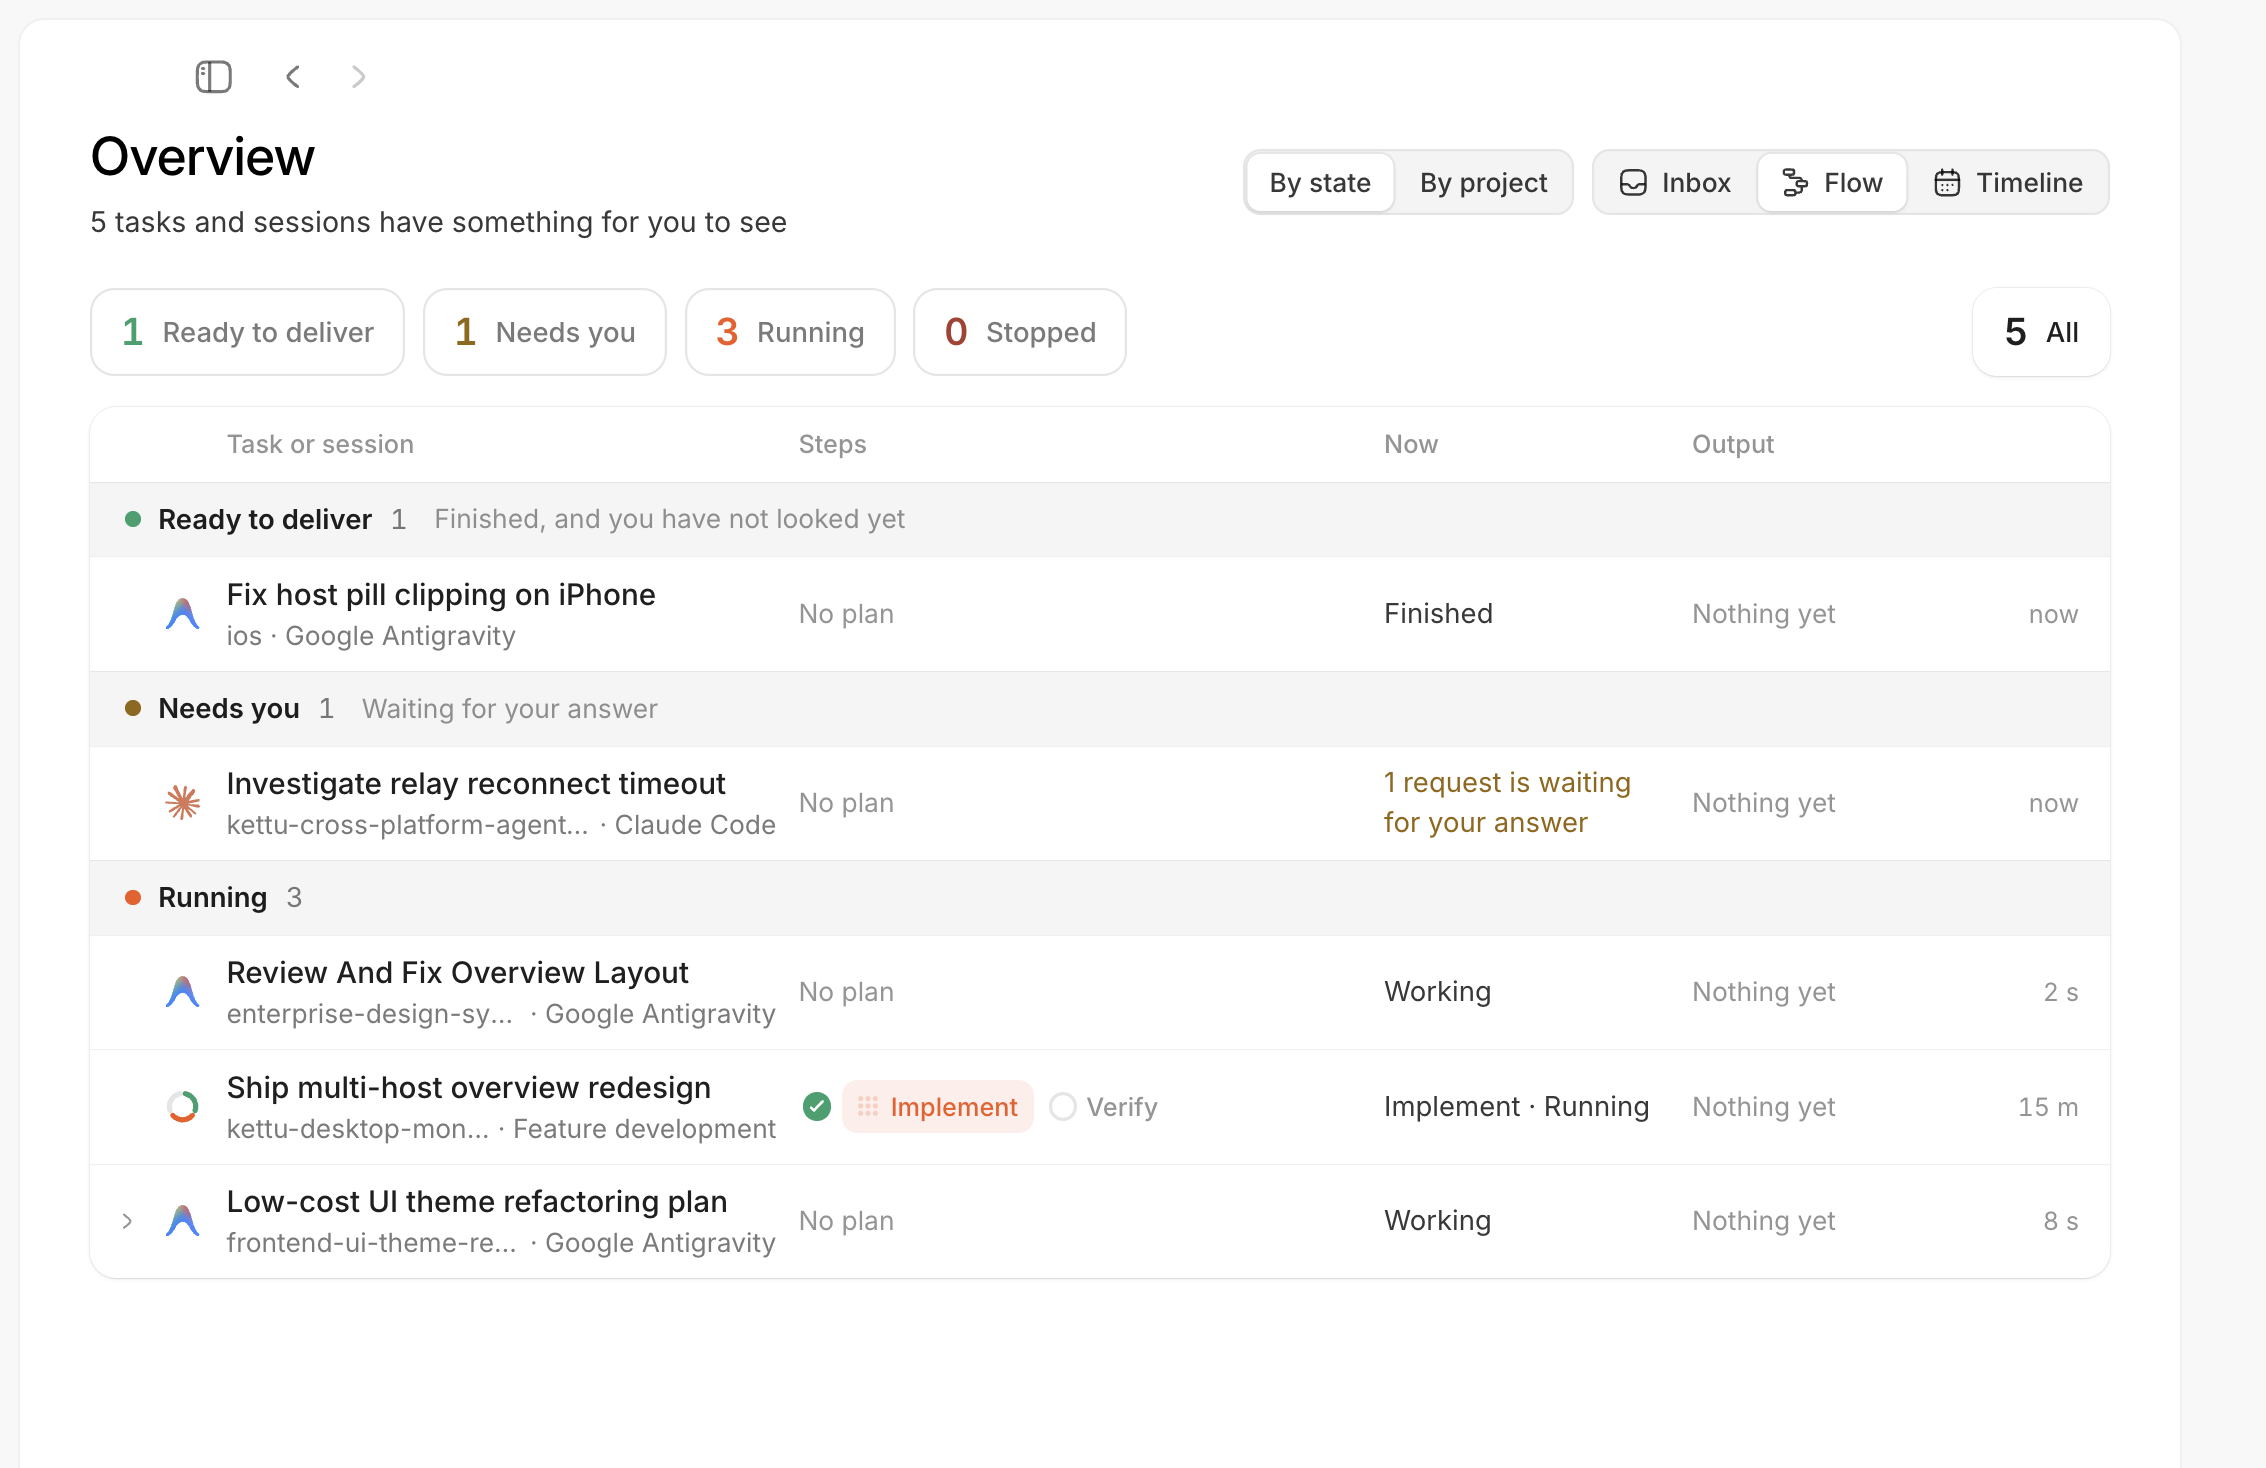 Overview
5 tasks and sessions have something for you to see
By state
By project
Inbox
Flow
Timeline
1 Ready to deliver
1 Needs you
3 Running
0 Stopped
5 All
Task or session
Steps
Now
Output
Ready to deliver 1 Finished, and you have not looked yet
Fix host pill clipping on iPhone
ios · Google Antigravity
No plan
Finished
Nothing yet
now
Needs you 1 Waiting for your answer
Investigate relay reconnect timeout
kettu-cross-platform-agent... · Claude Code
No plan
1 request is waiting
for your answer
Nothing yet
now
Running 3
Review And Fix Overview Layout
enterprise-design-sy... · Google Antigravity
No plan
Working
Nothing yet
2 s
Ship multi-host overview redesign
kettu-desktop-mon... · Feature development
Implement
Verify
Implement · Running
Nothing yet
15 m
Low-cost UI theme refactoring plan
frontend-ui-theme-re... · Google Antigravity
No plan
Working
Nothing yet
8 s